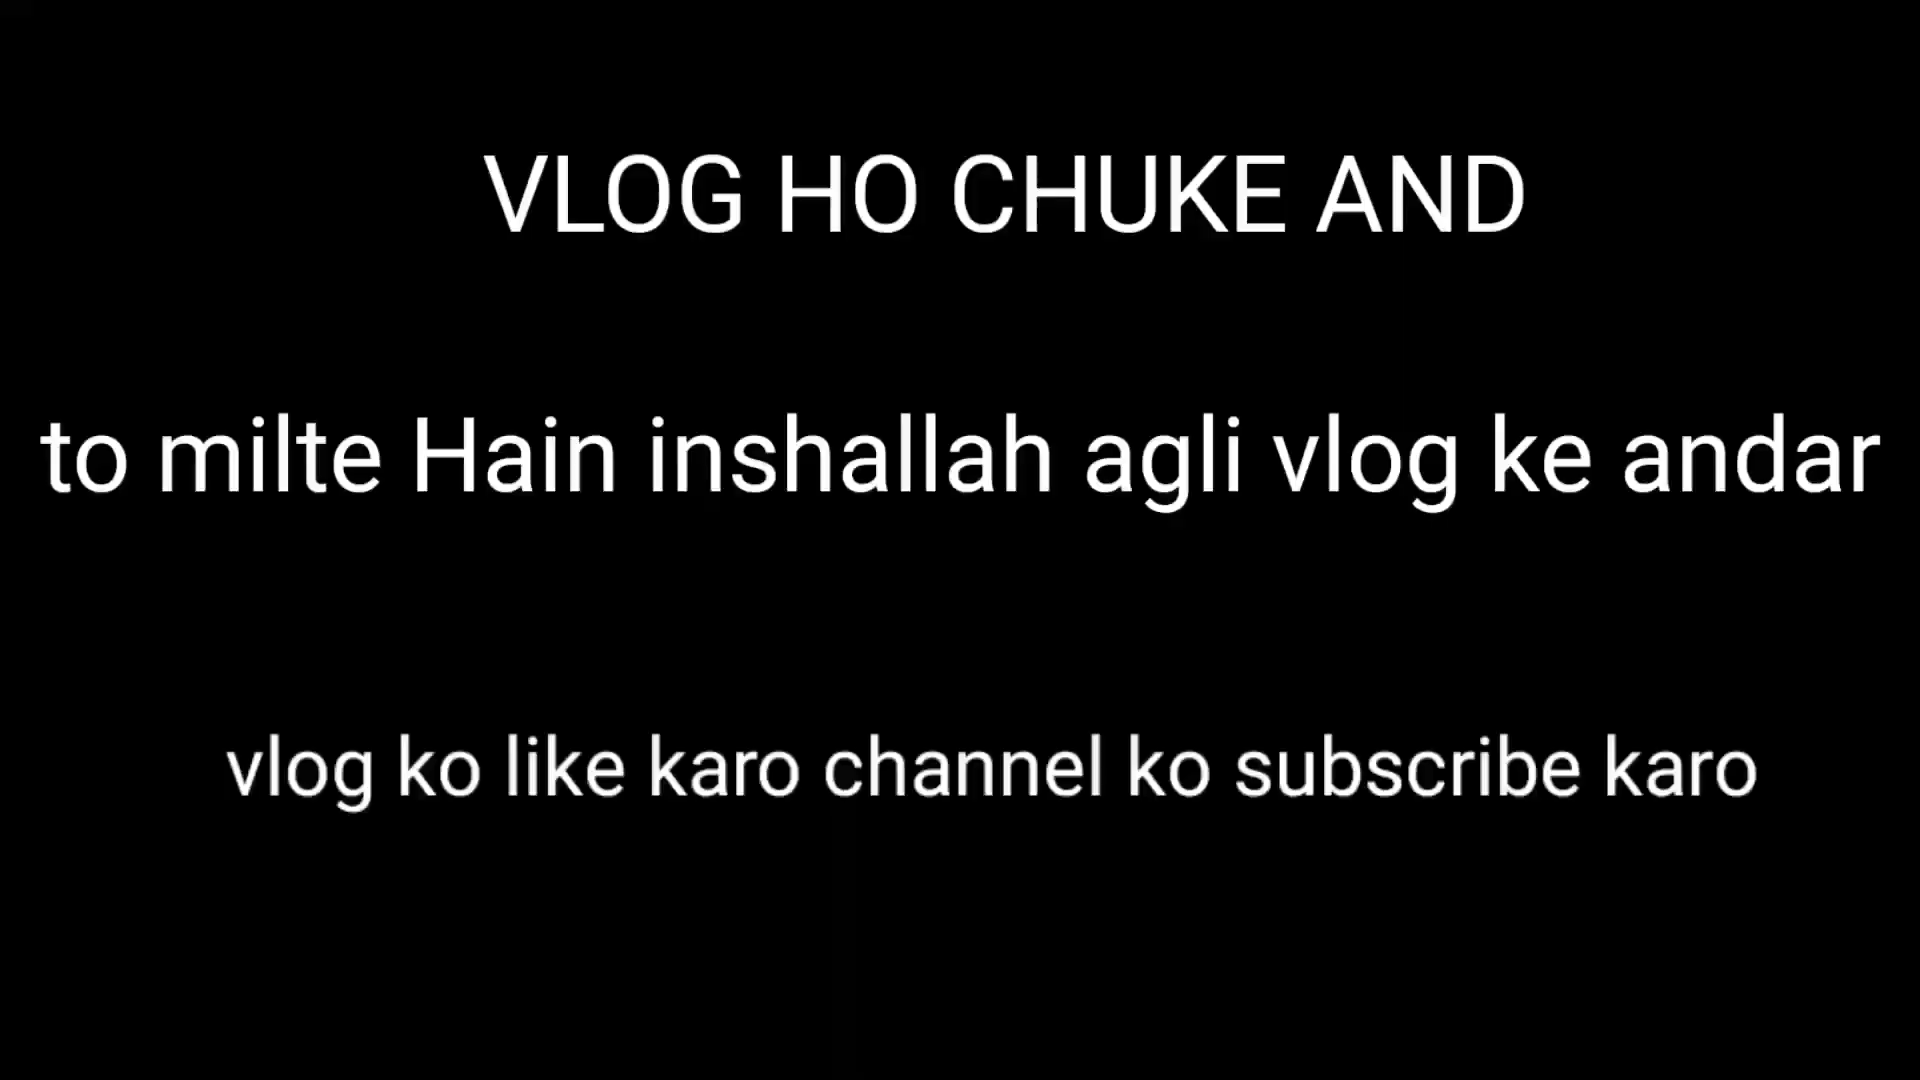 VLOG HO CHUKE AND
to milte Hain inshallah agli vlog ke andar
vlog ko like karo channel ko subscribe karo